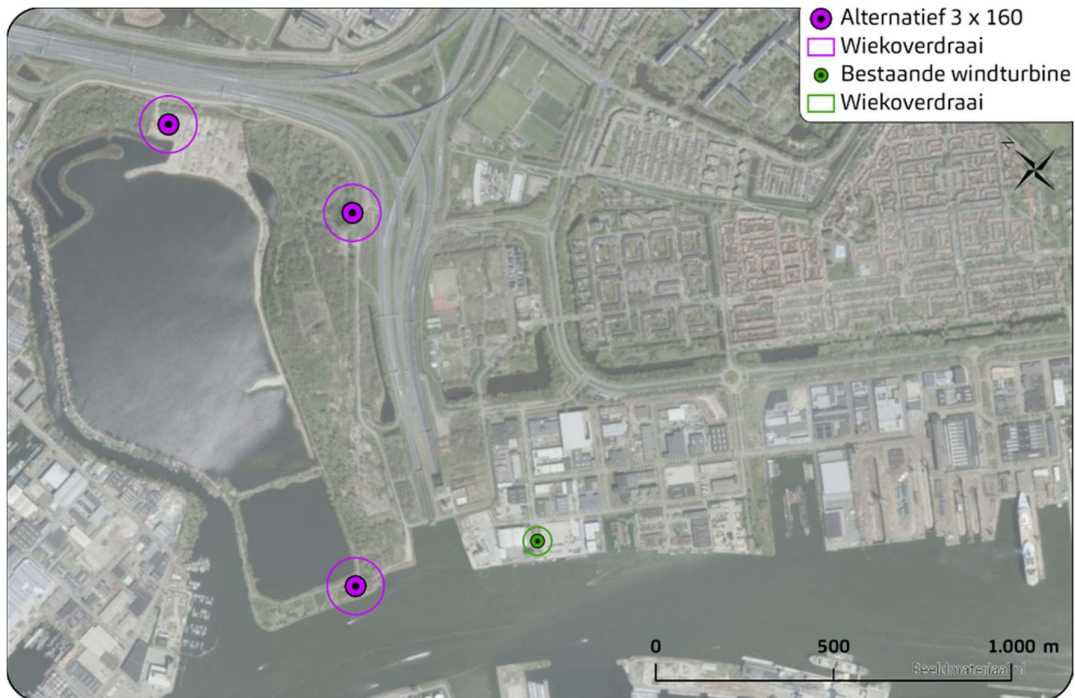 Alternatief 3 x 160
Wiekoverdraai
Bestaande windturbine
Wiekoverdraai
N
0 500 1.000 m
Beeldmateriaal.nl